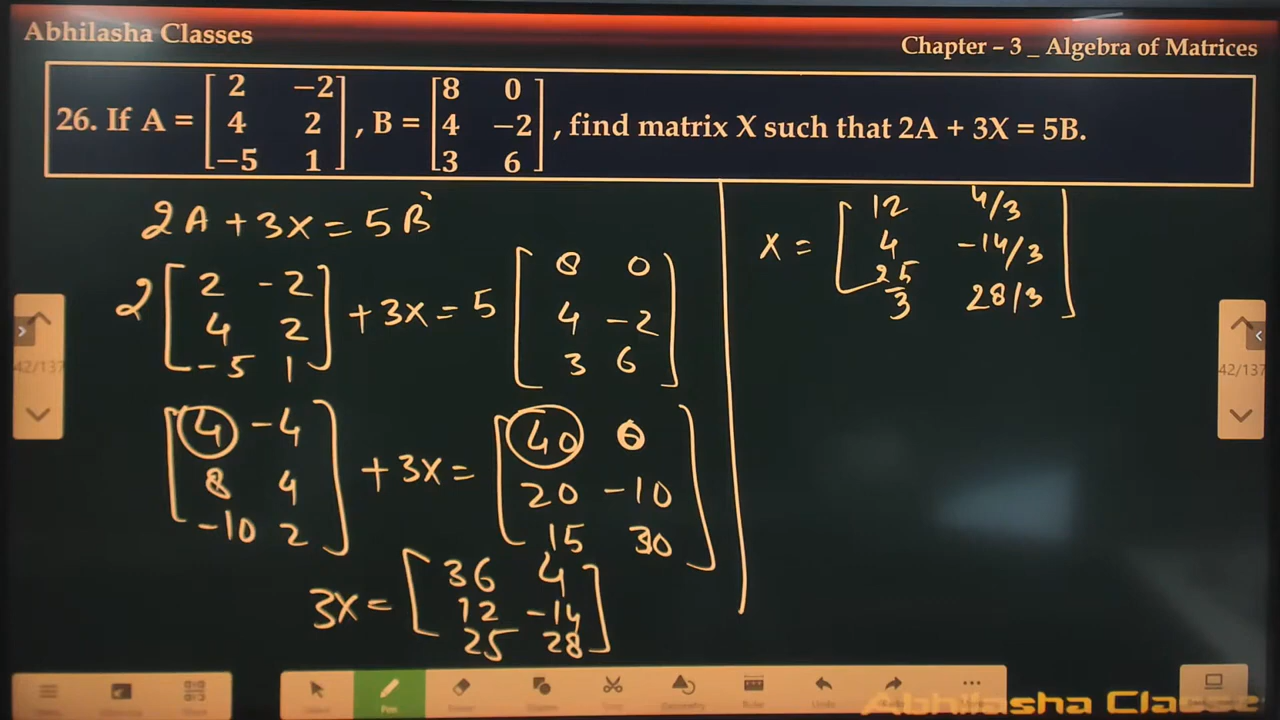 Abhilasha Classes
Chapter – 3 _ Algebra of Matrices
26. If A = [2 −2
4 2
−5 1] , B = [8 0
4 −2
3 6] , find matrix X such that 2A + 3X = 5B.
2A + 3X = 5B
2 [2 -2
4 2
-5 1] + 3X = 5 [8 0
4 -2
3 6]
[4 -4
8 4
-10 2] + 3X = [40 0
20 -10
15 30]
3X = [36 4
12 -14
25 28]
X = [12 4/3
4 -14/3
25/3 28/3]
42/137
42/137
Pen
Undo
Abhilasha Classe